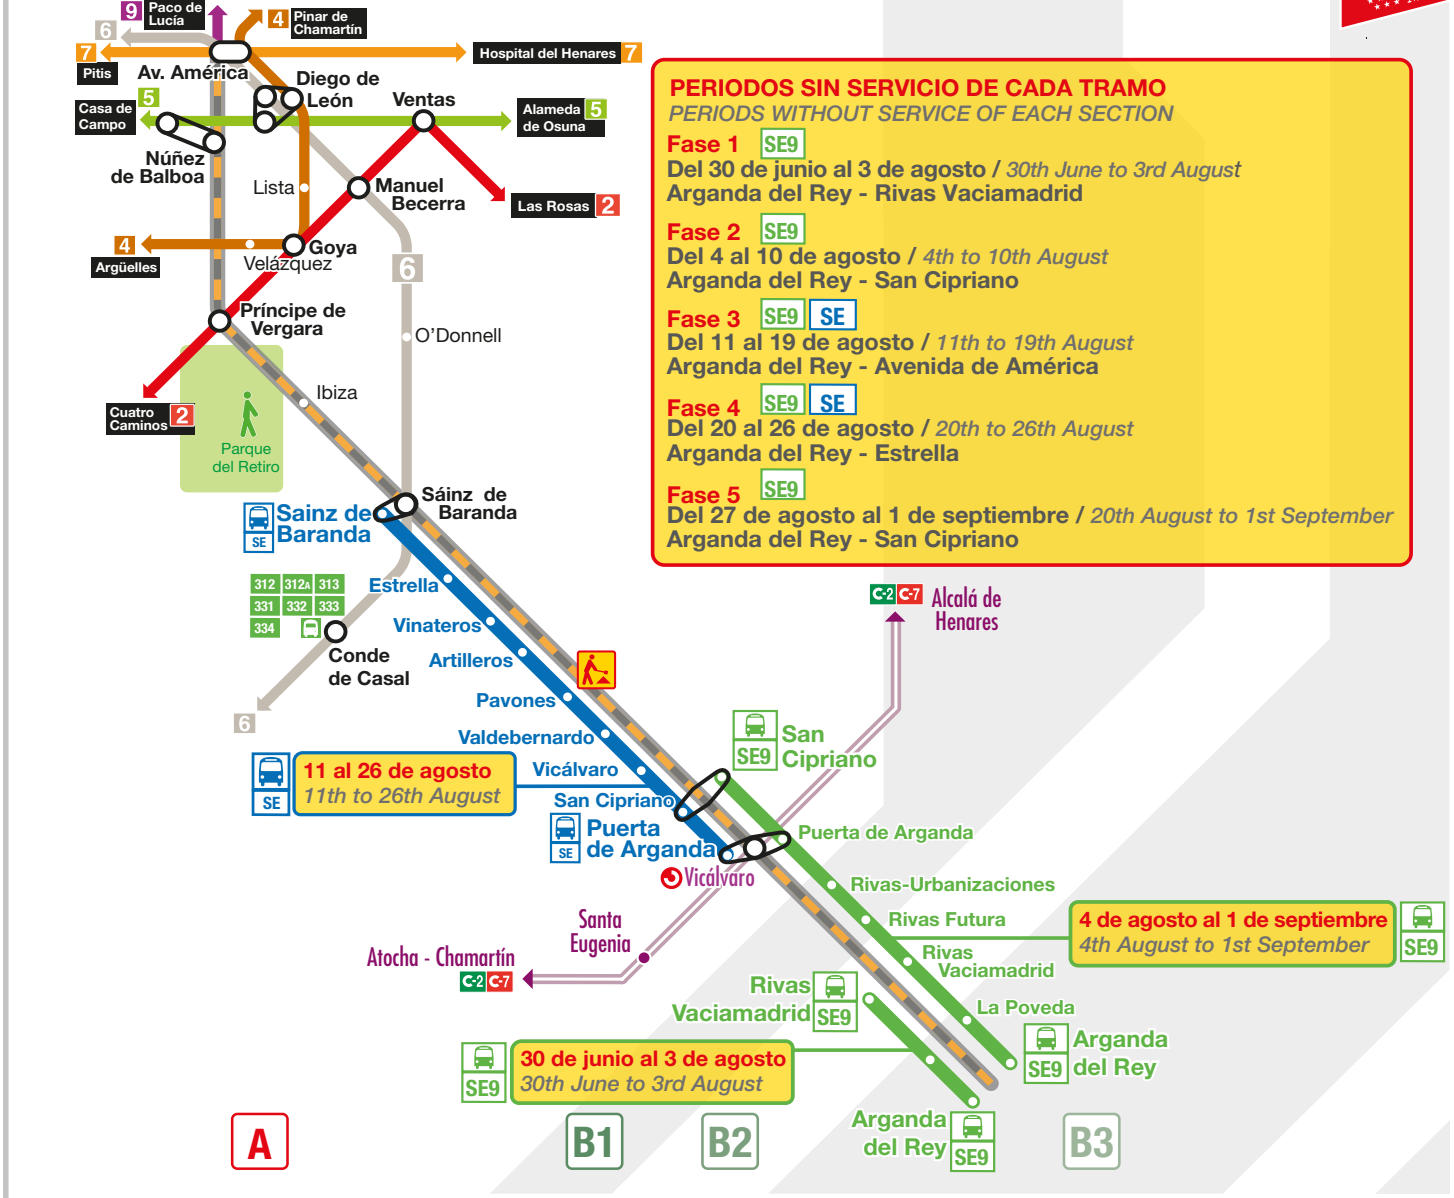 9 Paco de
Lucía
4 Pinar de
Chamartín
6
7
Pitis
Av. América
Hospital del Henares 7
Diego de
León
Casa de
Campo
5
Ventas
Alameda 5
de Osuna
Núñez
de Balboa
Lista
Manuel
Becerra
Las Rosas 2
4
Argüelles
Goya
Velázquez
6
Príncipe de
Vergara
O'Donnell
Ibiza
Cuatro
Caminos 2
Parque
del Retiro
PERIODOS SIN SERVICIO DE CADA TRAMO
PERIODS WITHOUT SERVICE OF EACH SECTION
Fase 1 SE9
Del 30 de junio al 3 de agosto / 30th June to 3rd August
Arganda del Rey - Rivas Vaciamadrid
Fase 2 SE9
Del 4 al 10 de agosto / 4th to 10th August
Arganda del Rey - San Cipriano
Fase 3 SE9 SE
Del 11 al 19 de agosto / 11th to 19th August
Arganda del Rey - Avenida de América
Fase 4 SE9 SE
Del 20 al 26 de agosto / 20th to 26th August
Arganda del Rey - Estrella
Fase 5 SE9
Del 27 de agosto al 1 de septiembre / 20th August to 1st September
Arganda del Rey - San Cipriano
Sáinz de
Baranda
Sainz de
Baranda
SE
312 312A 313
331 332 333
334
Estrella
Vinateros
Conde
de Casal
Artilleros
Pavones
6
Valdebernardo
Vicálvaro
San Cipriano
Puerta
de Arganda
SE
SE
11 al 26 de agosto
11th to 26th August
C-2 C-7 Alcalá de
Henares
San
Cipriano
SE9
Puerta de Arganda
Vicálvaro
Rivas-Urbanizaciones
Rivas Futura
Santa
Eugenia
Atocha - Chamartín
C-2 C-7
Rivas
Vaciamadrid
4 de agosto al 1 de septiembre
4th August to 1st September
SE9
Rivas
Vaciamadrid SE9
La Poveda
Arganda
del Rey
SE9
30 de junio al 3 de agosto
30th June to 3rd August
SE9
Arganda
del Rey SE9
A
B1
B2
B3